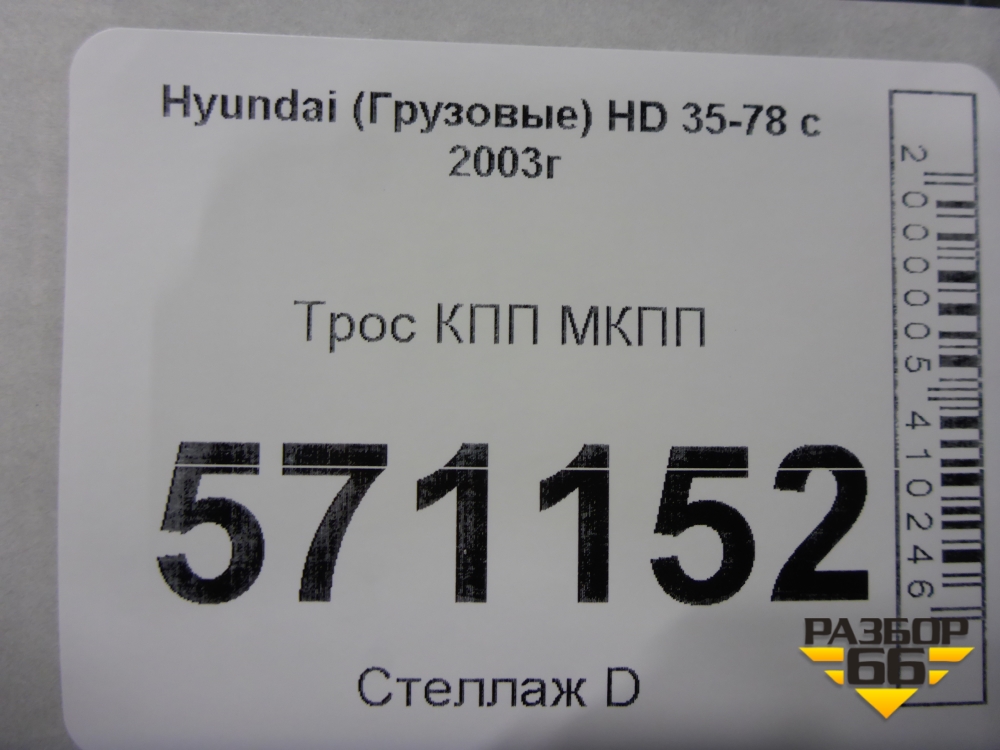 Hyundai (Грузовые) HD 35-78 с
2003г
Трос КПП МКПП
571152
Стеллаж D
2000005410246
РАЗБОР
66